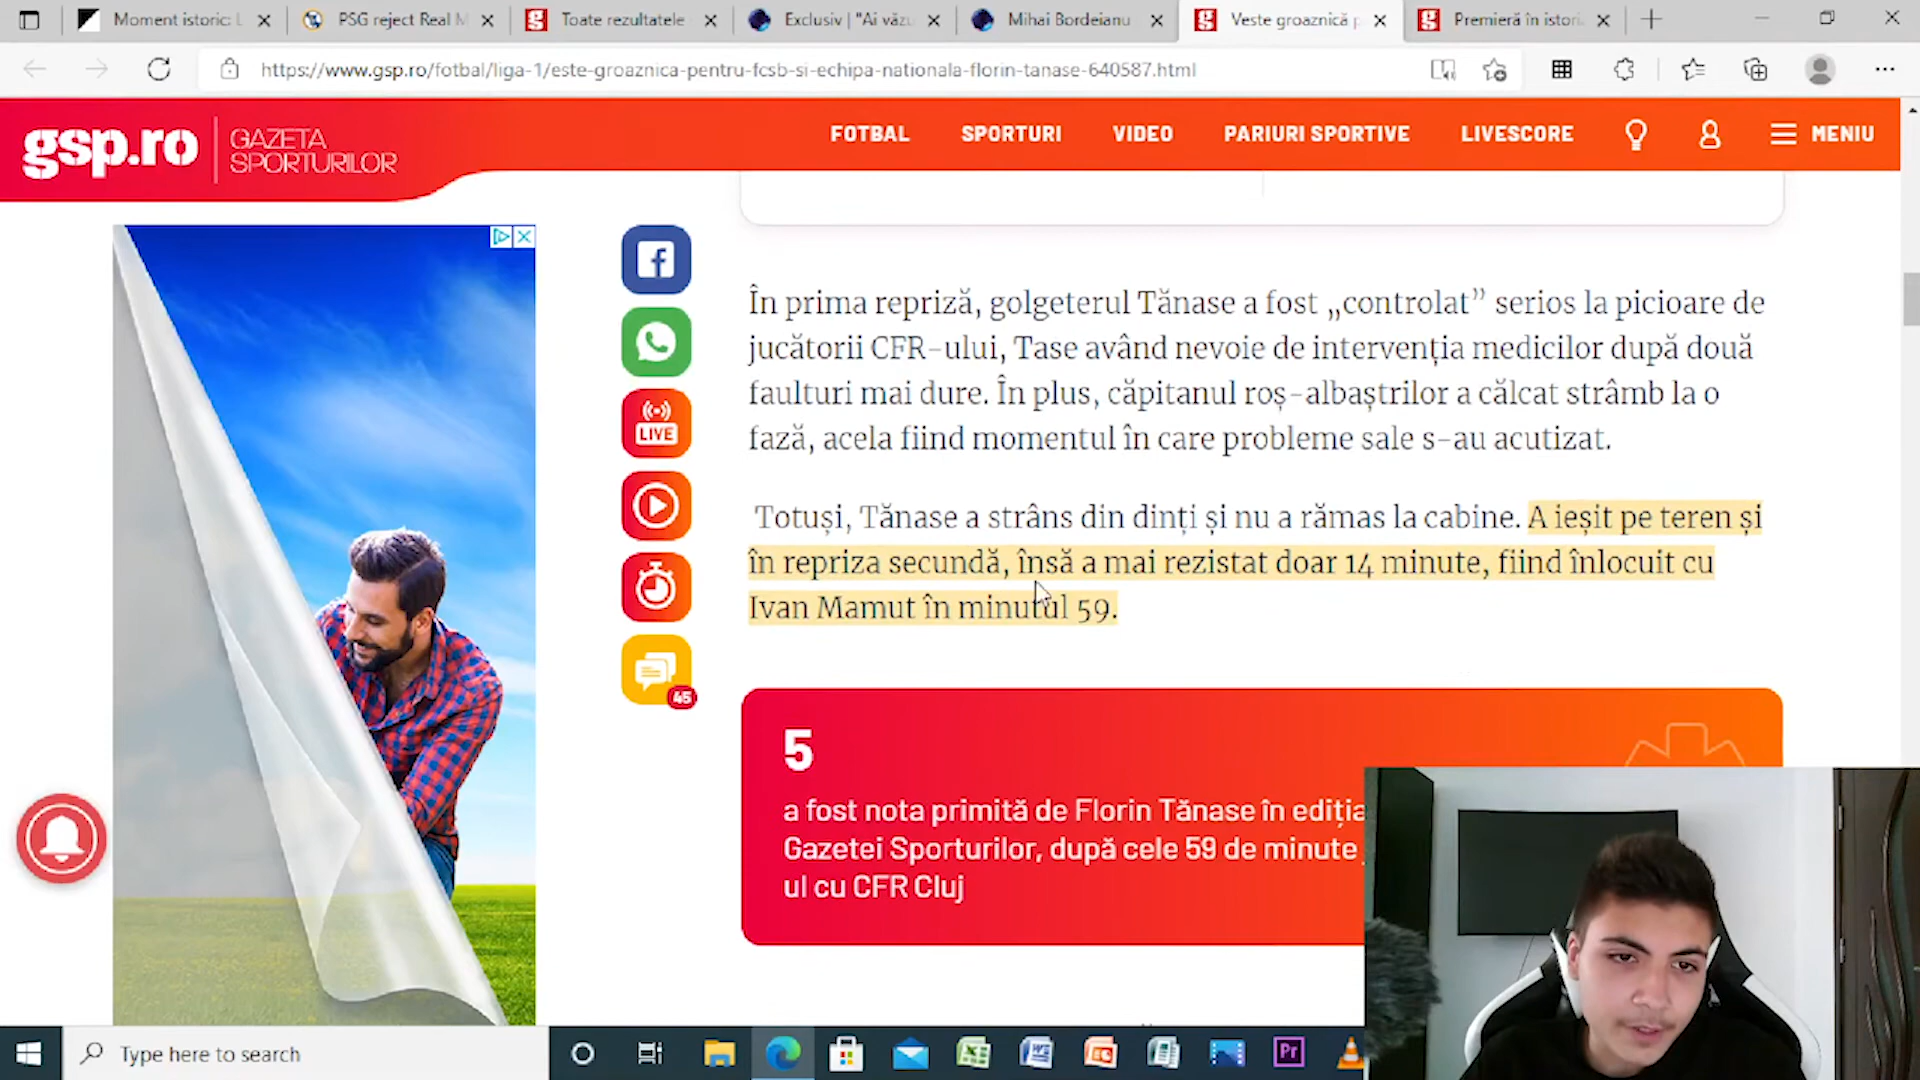 Moment istoric: L
PSG reject Real M
Toate rezultatele
Exclusiv | "Ai văzu
Mihai Bordeianu
Veste groaznică p
Premieră în istori
https://www.gsp.ro/fotbal/liga-1/este-groaznica-pentru-fcsb-si-echipa-nationala-florin-tanase-640587.html
gsp.ro
GAZETA
SPORTURILOR
FOTBAL
SPORTURI
VIDEO
PARIURI SPORTIVE
LIVESCORE
MENIU
În prima repriză, golgeterul Tănase a fost „controlat” serios la picioare de
jucătorii CFR-ului, Tase având nevoie de intervenția medicilor după două
faulturi mai dure. În plus, căpitanul roș-albaștrilor a călcat strâmb la o
fază, acela fiind momentul în care probleme sale s-au acutizat.
LIVE
Totuși, Tănase a strâns din dinți și nu a rămas la cabine. A ieșit pe teren și
în repriza secundă, însă a mai rezistat doar 14 minute, fiind înlocuit cu
Ivan Mamut în minutul 59.
45
5
a fost nota primită de Florin Tănase în ediția
Gazetei Sporturilor, după cele 59 de minute
ul cu CFR Cluj
Type here to search
Pr